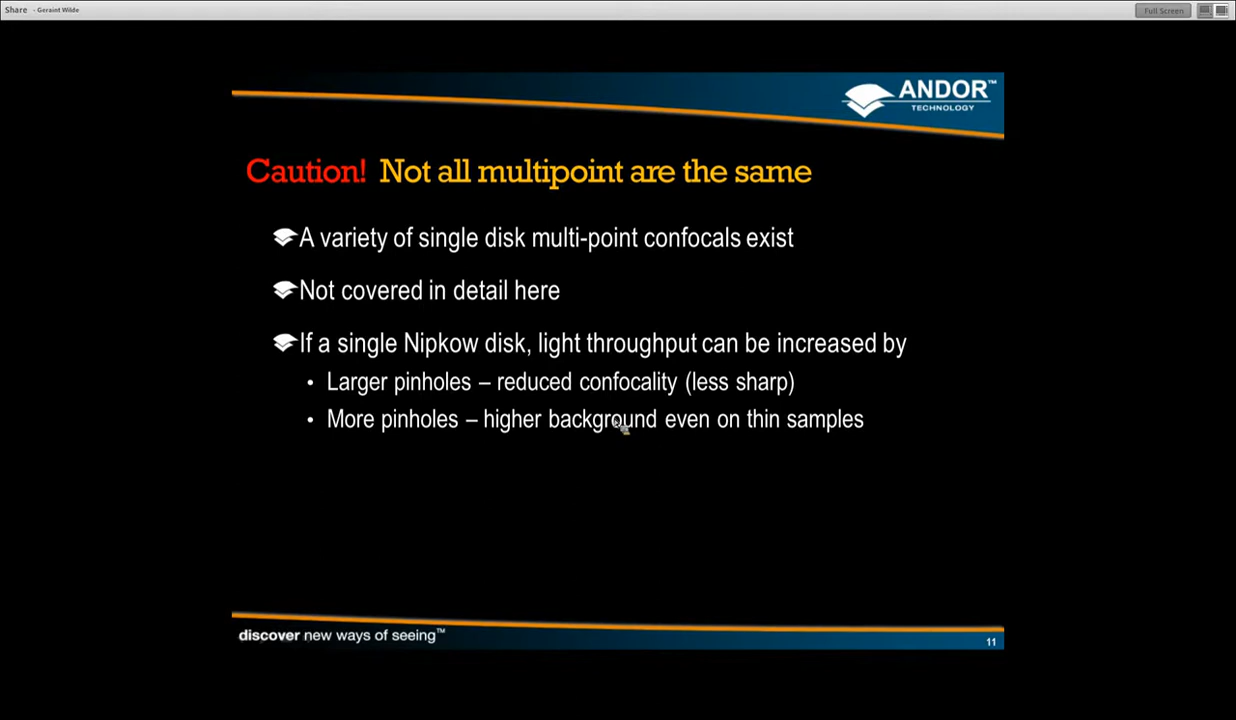 Share - Geraint Wilde
Full Screen
ANDOR™
TECHNOLOGY
Caution! Not all multipoint are the same
A variety of single disk multi-point confocals exist
Not covered in detail here
If a single Nipkow disk, light throughput can be increased by
• Larger pinholes – reduced confocality (less sharp)
• More pinholes – higher background even on thin samples
discover new ways of seeing™
11